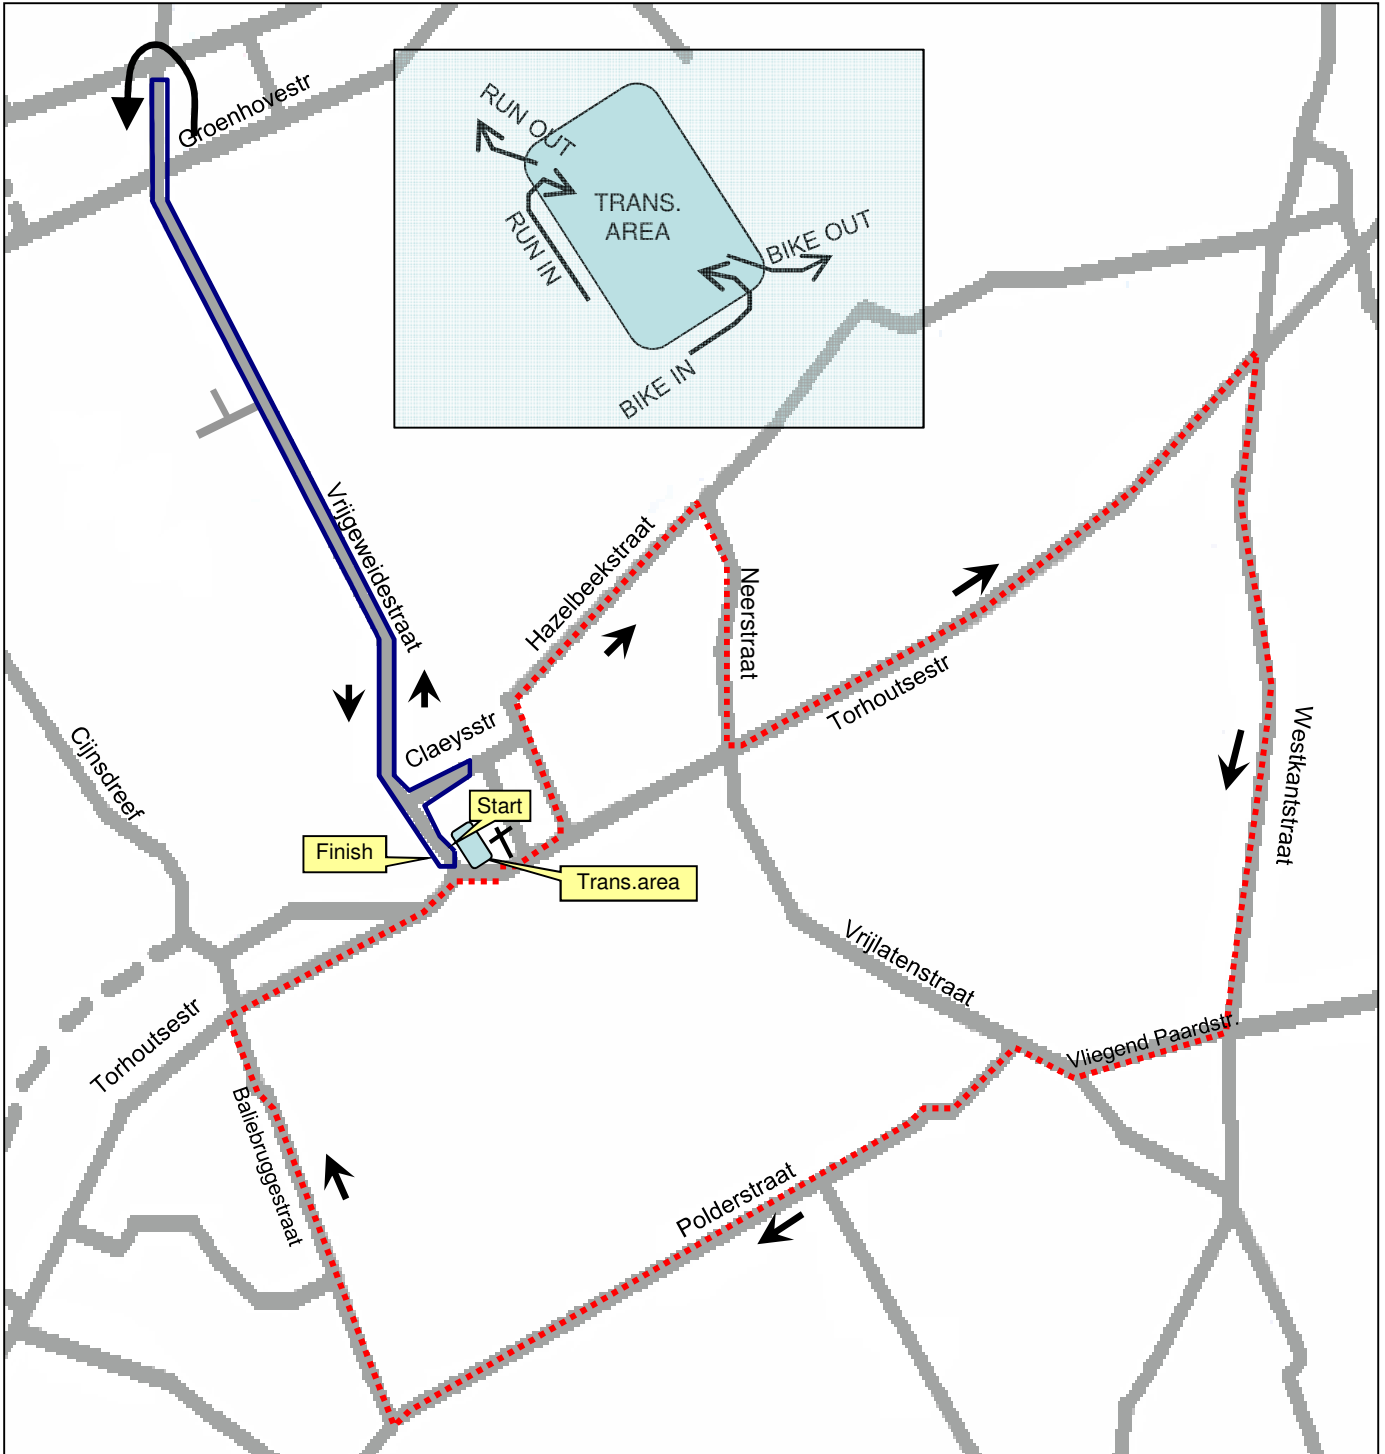 Groenhovestr
RUN OUT
TRANS.
AREA
RUN IN
BIKE OUT
BIKE IN
Vrijgeweidestraat
Hazelbeekstraat
Neerstraat
Torhoutsestr
Claeysstr
Cijnsdreef
Westkantstraat
Start
Finish
Trans.area
Vrijlatenstraat
Torhoutsestr
Vliegend Paardstr.
Baliebruggestraat
Polderstraat